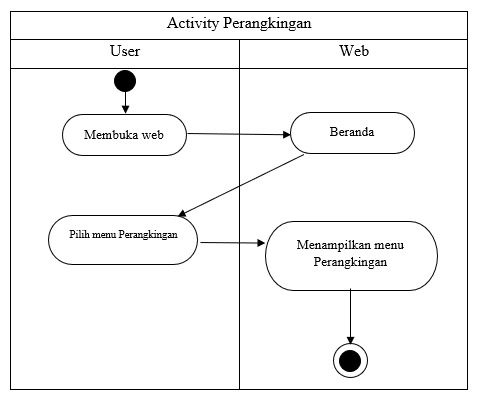 Activity Perangkingan
User
Web
Membuka web
Beranda
Pilih menu Perangkingan
Menampilkan menu
Perangkingan